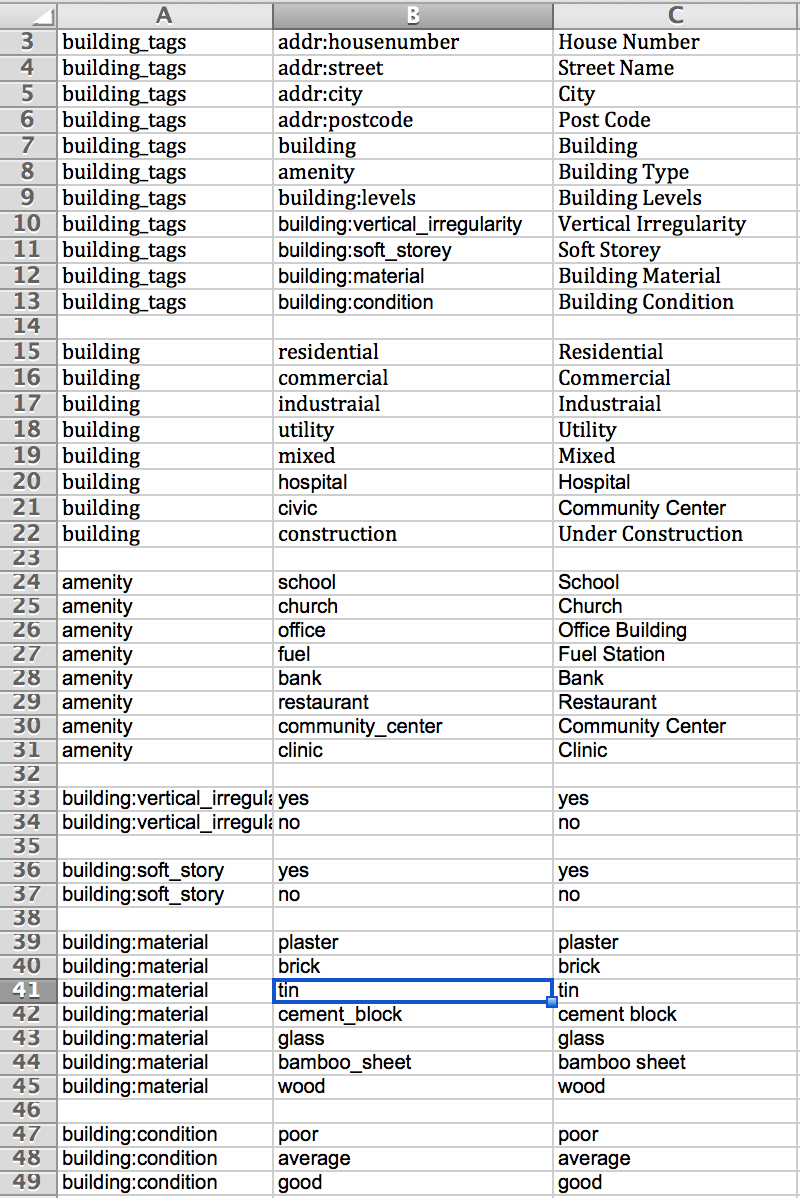 A B C
3 building_tags addr:housenumber House Number
4 building_tags addr:street Street Name
5 building_tags addr:city City
6 building_tags addr:postcode Post Code
7 building_tags building Building
8 building_tags amenity Building Type
9 building_tags building:levels Building Levels
10 building_tags building:vertical_irregularity Vertical Irregularity
11 building_tags building:soft_storey Soft Storey
12 building_tags building:material Building Material
13 building_tags building:condition Building Condition
14
15 building residential Residential
16 building commercial Commercial
17 building industraial Industraial
18 building utility Utility
19 building mixed Mixed
20 building hospital Hospital
21 building civic Community Center
22 building construction Under Construction
23
24 amenity school School
25 amenity church Church
26 amenity office Office Building
27 amenity fuel Fuel Station
28 amenity bank Bank
29 amenity restaurant Restaurant
30 amenity community_center Community Center
31 amenity clinic Clinic
32
33 building:vertical_irregula yes yes
34 building:vertical_irregula no no
35
36 building:soft_story yes yes
37 building:soft_story no no
38
39 building:material plaster plaster
40 building:material brick brick
41 building:material tin tin
42 building:material cement_block cement block
43 building:material glass glass
44 building:material bamboo_sheet bamboo sheet
45 building:material wood wood
46
47 building:condition poor poor
48 building:condition average average
49 building:condition good good